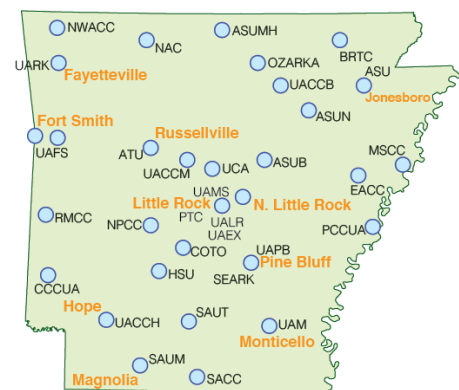 NWACC
NAC
ASUMH
BRTC
UARK
Fayetteville
OZARKA
ASU
UACCB
Jonesboro
ASUN
Fort Smith
UAFS
Russellville
ATU
UACCM
UCA
ASUB
MSCC
EACC
UAMS
Little Rock
N. Little Rock
PTC
UALR
UAEX
RMCC
NPCC
PCCUA
COTO
UAPB
Pine Bluff
HSU
SEARK
CCCUA
Hope
UACCH
SAUT
UAM
Monticello
SAUM
Magnolia
SACC